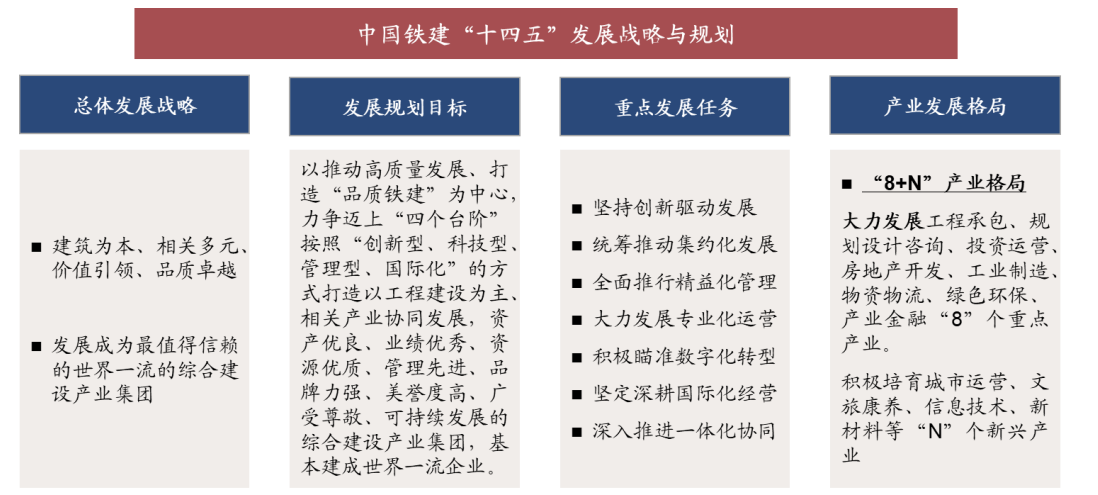 中国铁建“十四五”发展战略与规划
总体发展战略
■ 建筑为本、相关多元、
价值引领、品质卓越
■ 发展成为最值得信赖
的世界一流的综合建
设产业集团
发展规划目标
以推动高质量发展、打
造“品质铁建”为中心，
力争迈上“四个台阶”
按照“创新型、科技型、
管理型、国际化”的方
式打造以工程建设为主、
相关产业协同发展，资
产优良、业绩优秀、资
源优质、管理先进、品
牌力强、美誉度高、广
受尊敬、可持续发展的
综合建设产业集团，基
本建成世界一流企业。
重点发展任务
■ 坚持创新驱动发展
■ 统筹推动集约化发展
■ 全面推行精益化管理
■ 大力发展专业化运营
■ 积极瞄准数字化转型
■ 坚定深耕国际化经营
■ 深入推进一体化协同
产业发展格局
■ “8+N”产业格局
大力发展工程承包、规
划设计咨询、投资运营、
房地产开发、工业制造、
物资物流、绿色环保、
产业金融“8”个重点
产业。
积极培育城市运营、文
旅康养、信息技术、新
材料等“N”个新兴产
业